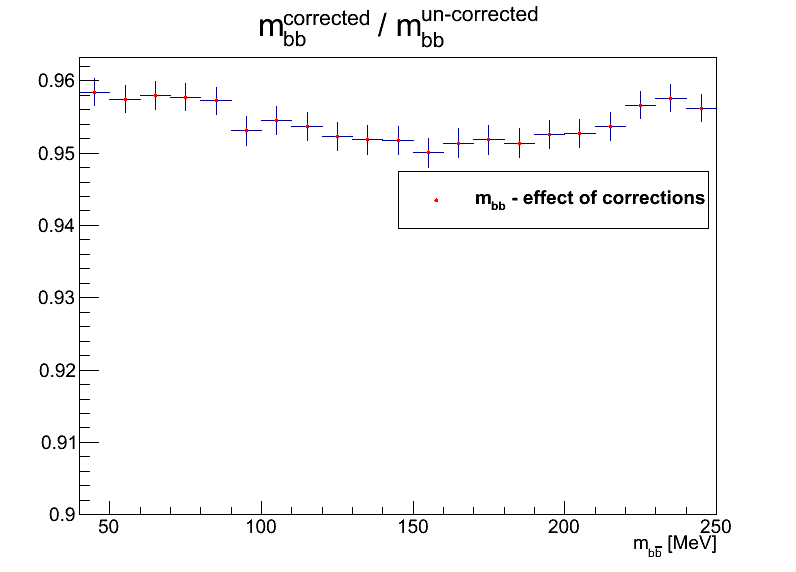 m_bb^corrected / m_bb^un-corrected
0.96
0.95
m_bb - effect of corrections
0.94
0.93
0.92
0.91
0.9
50 100 150 200 250
m_bb̅ [MeV]